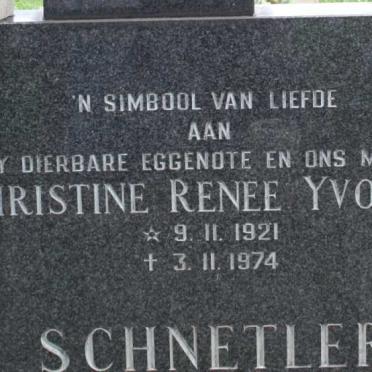 'N SIMBOOL VAN LIEFDE
AAN
DIERBARE EGGENOTE EN ONS
RENEE
☆ 9.11.1921
✝ 3.11.1974
SCHNETLER